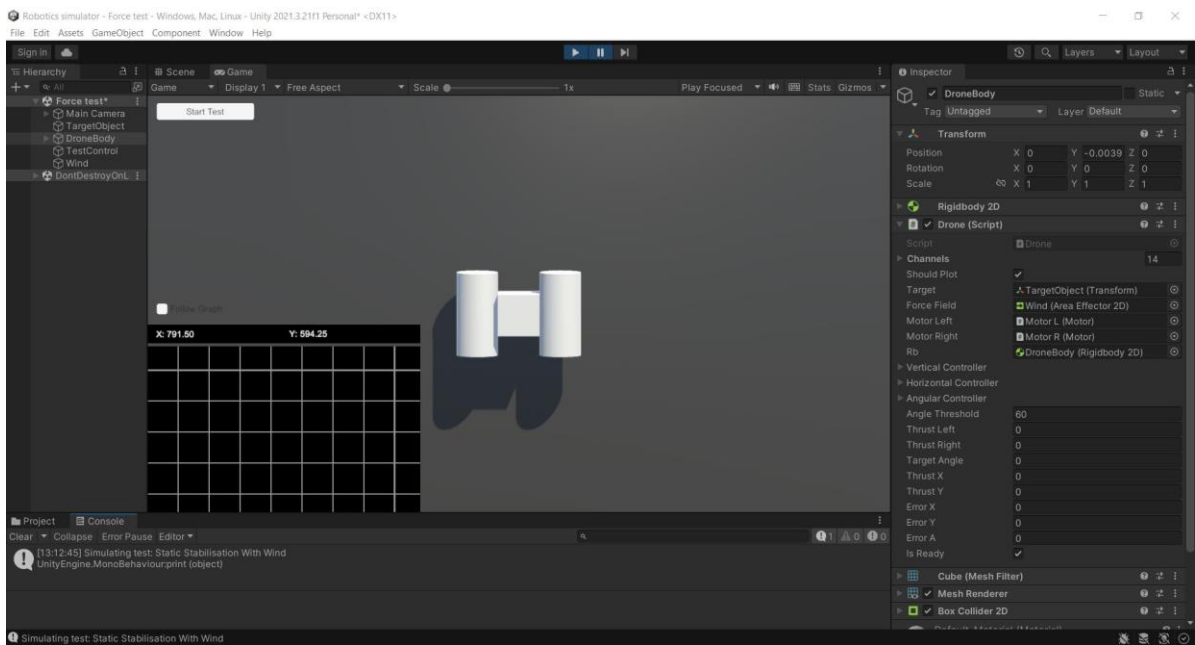 Robotics simulator - Force test - Windows, Mac, Linux - Unity 2021.3.21f1 Personal* <DX11>
File Edit Assets GameObject Component Window Help
Sign in
Layers Layout
Hierarchy
All
Force test*
Main Camera
TargetObject
DroneBody
TestControl
Wind
DontDestroyOnL
Scene Game
Game Display 1 Free Aspect Scale 1x Play Focused Stats Gizmos
Start Test
Follow Graph
X: 791.50 Y: 594.25
Project Console
Clear Collapse Error Pause Editor 1 0 0
[13:12:45] Simulating test: Static Stabilisation With Wind
UnityEngine.MonoBehaviour:print (object)
Simulating test: Static Stabilisation With Wind
Inspector
DroneBody Static
Tag Untagged Layer Default
Transform
Position X 0 Y -0.0039 Z 0
Rotation X 0 Y 0 Z 0
Scale X 1 Y 1 Z 1
Rigidbody 2D
Drone (Script)
Script Drone
Channels 14
Should Plot
Target TargetObject (Transform)
Force Field Wind (Area Effector 2D)
Motor Left Motor L (Motor)
Motor Right Motor R (Motor)
Rb DroneBody (Rigidbody 2D)
Vertical Controller
Horizontal Controller
Angular Controller
Angle Threshold 60
Thrust Left 0
Thrust Right 0
Target Angle 0
Thrust X 0
Thrust Y 0
Error X 0
Error Y 0
Error A 0
Is Ready
Cube (Mesh Filter)
Mesh Renderer
Box Collider 2D
Default-Material (Material)